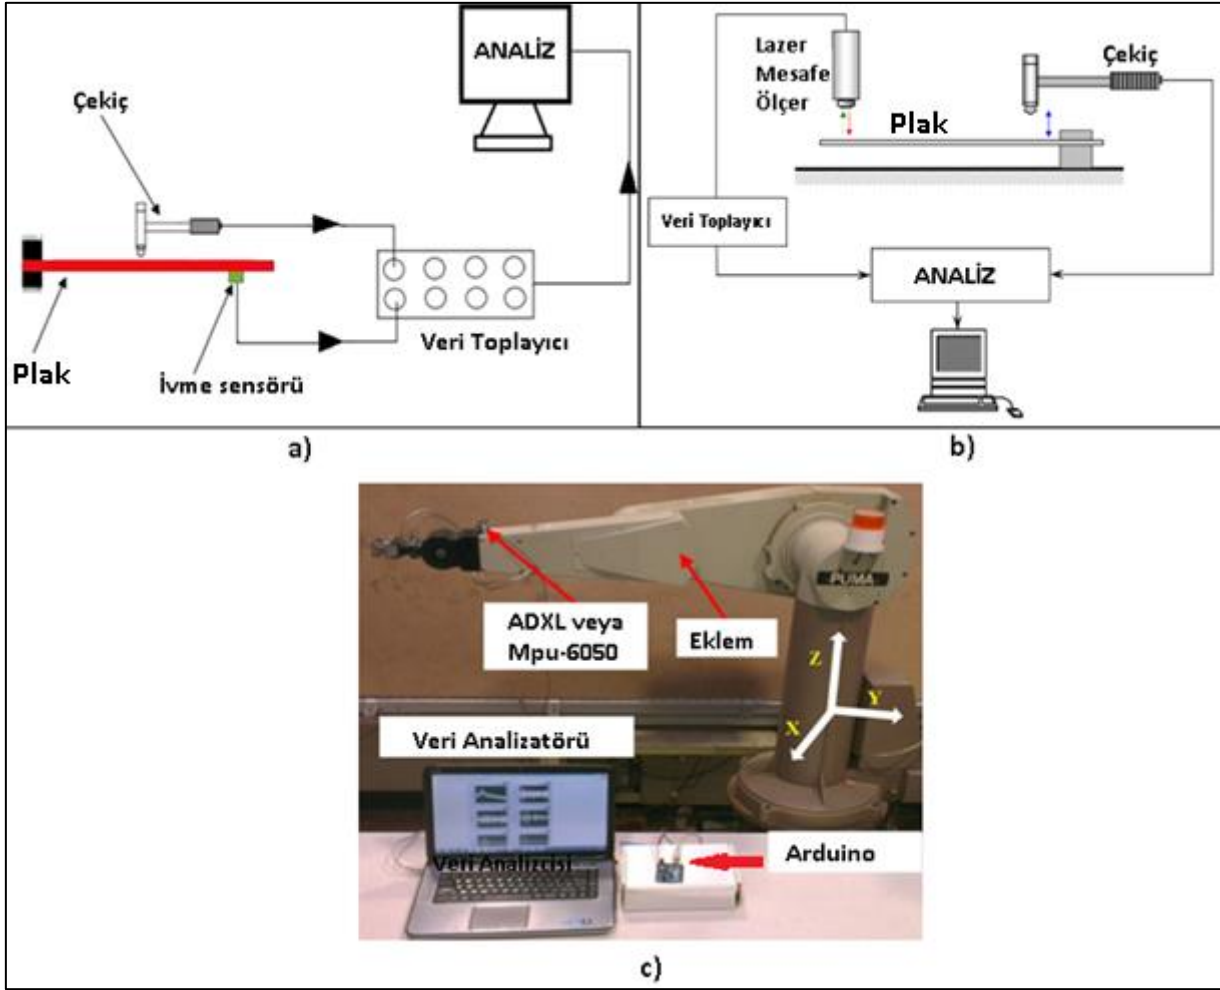 ANALİZ
Çekiç
Veri Toplayıcı
Plak
İvme sensörü
a)
Lazer
Mesafe
Ölçer
Çekiç
Plak
Veri Toplayıcı
ANALİZ
b)
PUMA
ADXL veya
Mpu-6050
Eklem
Z
Y
X
Veri Analizatörü
Veri Analizcisi
Arduino
c)